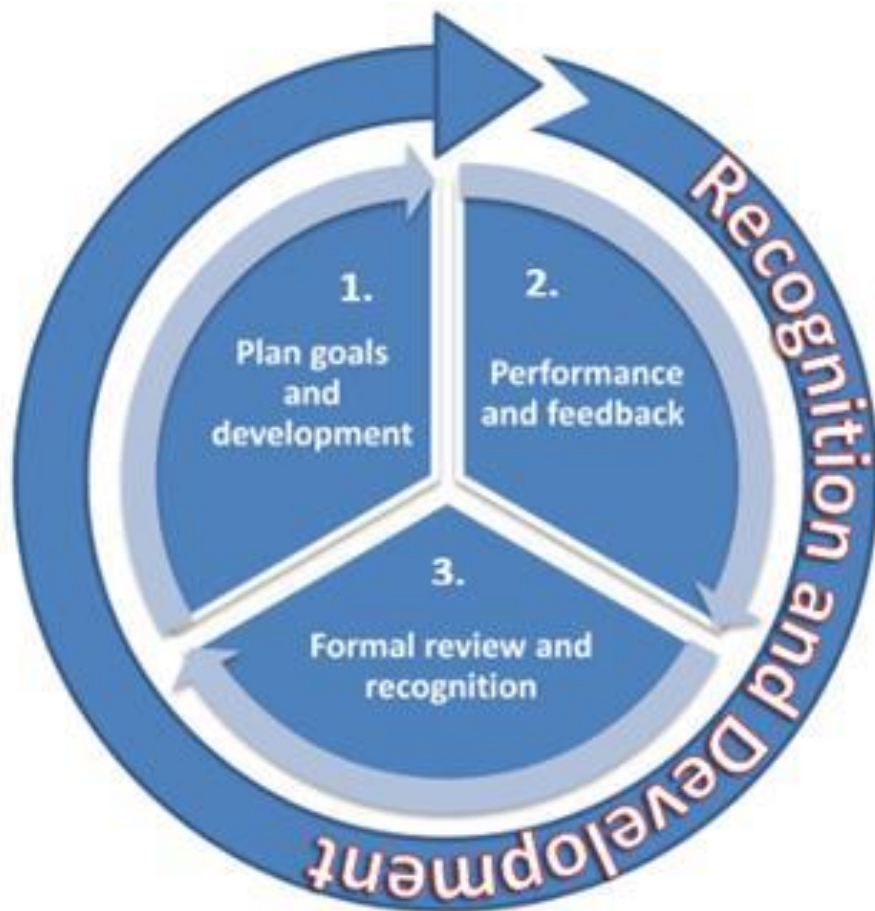 1.
Plan goals
and
development
2.
Performance
and feedback
3.
Formal review and
recognition
Recognition and Development